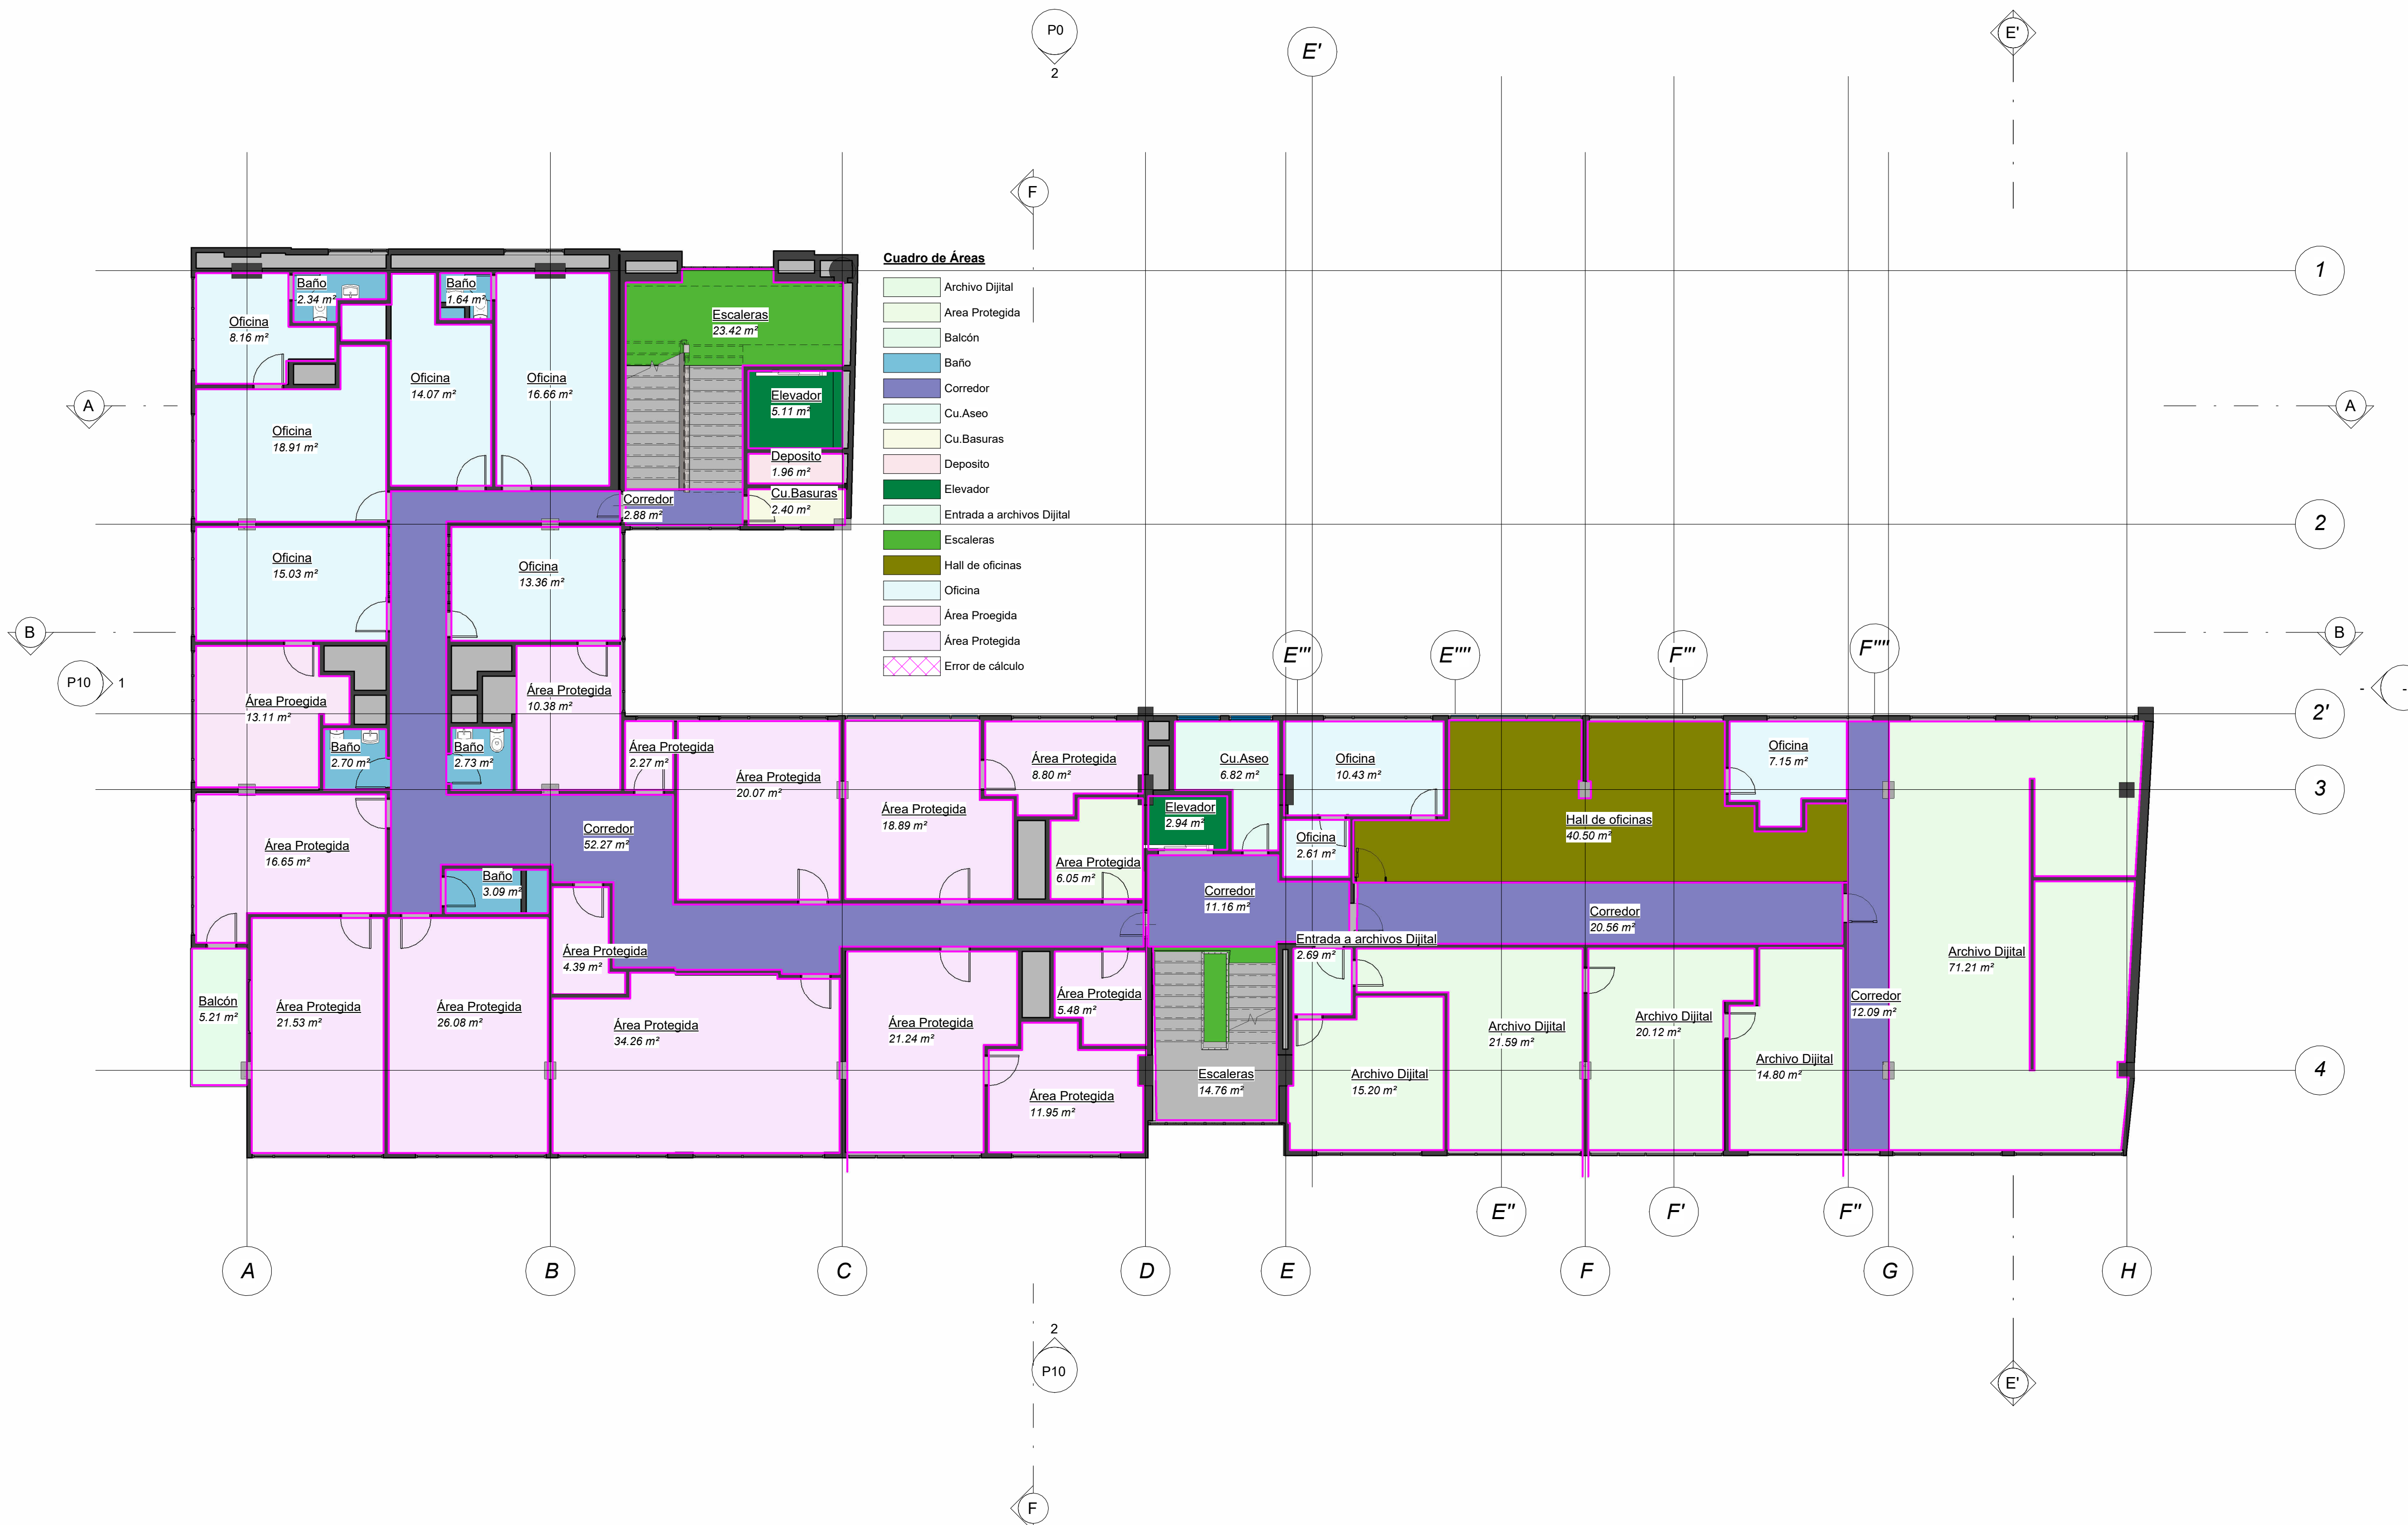 P0
2
E'
E'
F
Cuadro de Áreas
Archivo Dijital
Area Protegida
Balcón
Baño
Corredor
Cu.Aseo
Cu.Basuras
Deposito
Elevador
Entrada a archivos Dijital
Escaleras
Hall de oficinas
Oficina
Área Proegida
Área Protegida
Error de cálculo
1
A
A
2
B
B
P10
1
-
2'
3
4
E'''
E''''
F'''
F''''
Baño
2.34 m²
Baño
1.64 m²
Oficina
8.16 m²
Escaleras
23.42 m²
Oficina
14.07 m²
Oficina
16.66 m²
Elevador
5.11 m²
Oficina
18.91 m²
Deposito
1.96 m²
Corredor
2.88 m²
Cu.Basuras
2.40 m²
Oficina
15.03 m²
Oficina
13.36 m²
Área Proegida
13.11 m²
Área Protegida
10.38 m²
Baño
2.70 m²
Baño
2.73 m²
Área Protegida
2.27 m²
Área Protegida
20.07 m²
Área Protegida
8.80 m²
Cu.Aseo
6.82 m²
Oficina
10.43 m²
Oficina
7.15 m²
Área Protegida
18.89 m²
Elevador
2.94 m²
Hall de oficinas
40.50 m²
Corredor
52.27 m²
Oficina
2.61 m²
Área Protegida
16.65 m²
Area Protegida
6.05 m²
Baño
3.09 m²
Corredor
11.16 m²
Corredor
20.56 m²
Entrada a archivos Dijital
2.69 m²
Área Protegida
4.39 m²
Archivo Dijital
71.21 m²
Balcón
5.21 m²
Área Protegida
21.53 m²
Área Protegida
26.08 m²
Área Protegida
34.26 m²
Área Protegida
21.24 m²
Área Protegida
5.48 m²
Archivo Dijital
21.59 m²
Archivo Dijital
20.12 m²
Corredor
12.09 m²
Archivo Dijital
14.80 m²
Escaleras
14.76 m²
Archivo Dijital
15.20 m²
Área Protegida
11.95 m²
E''
F'
F''
A
B
C
D
E
F
G
H
2
P10
E'
F